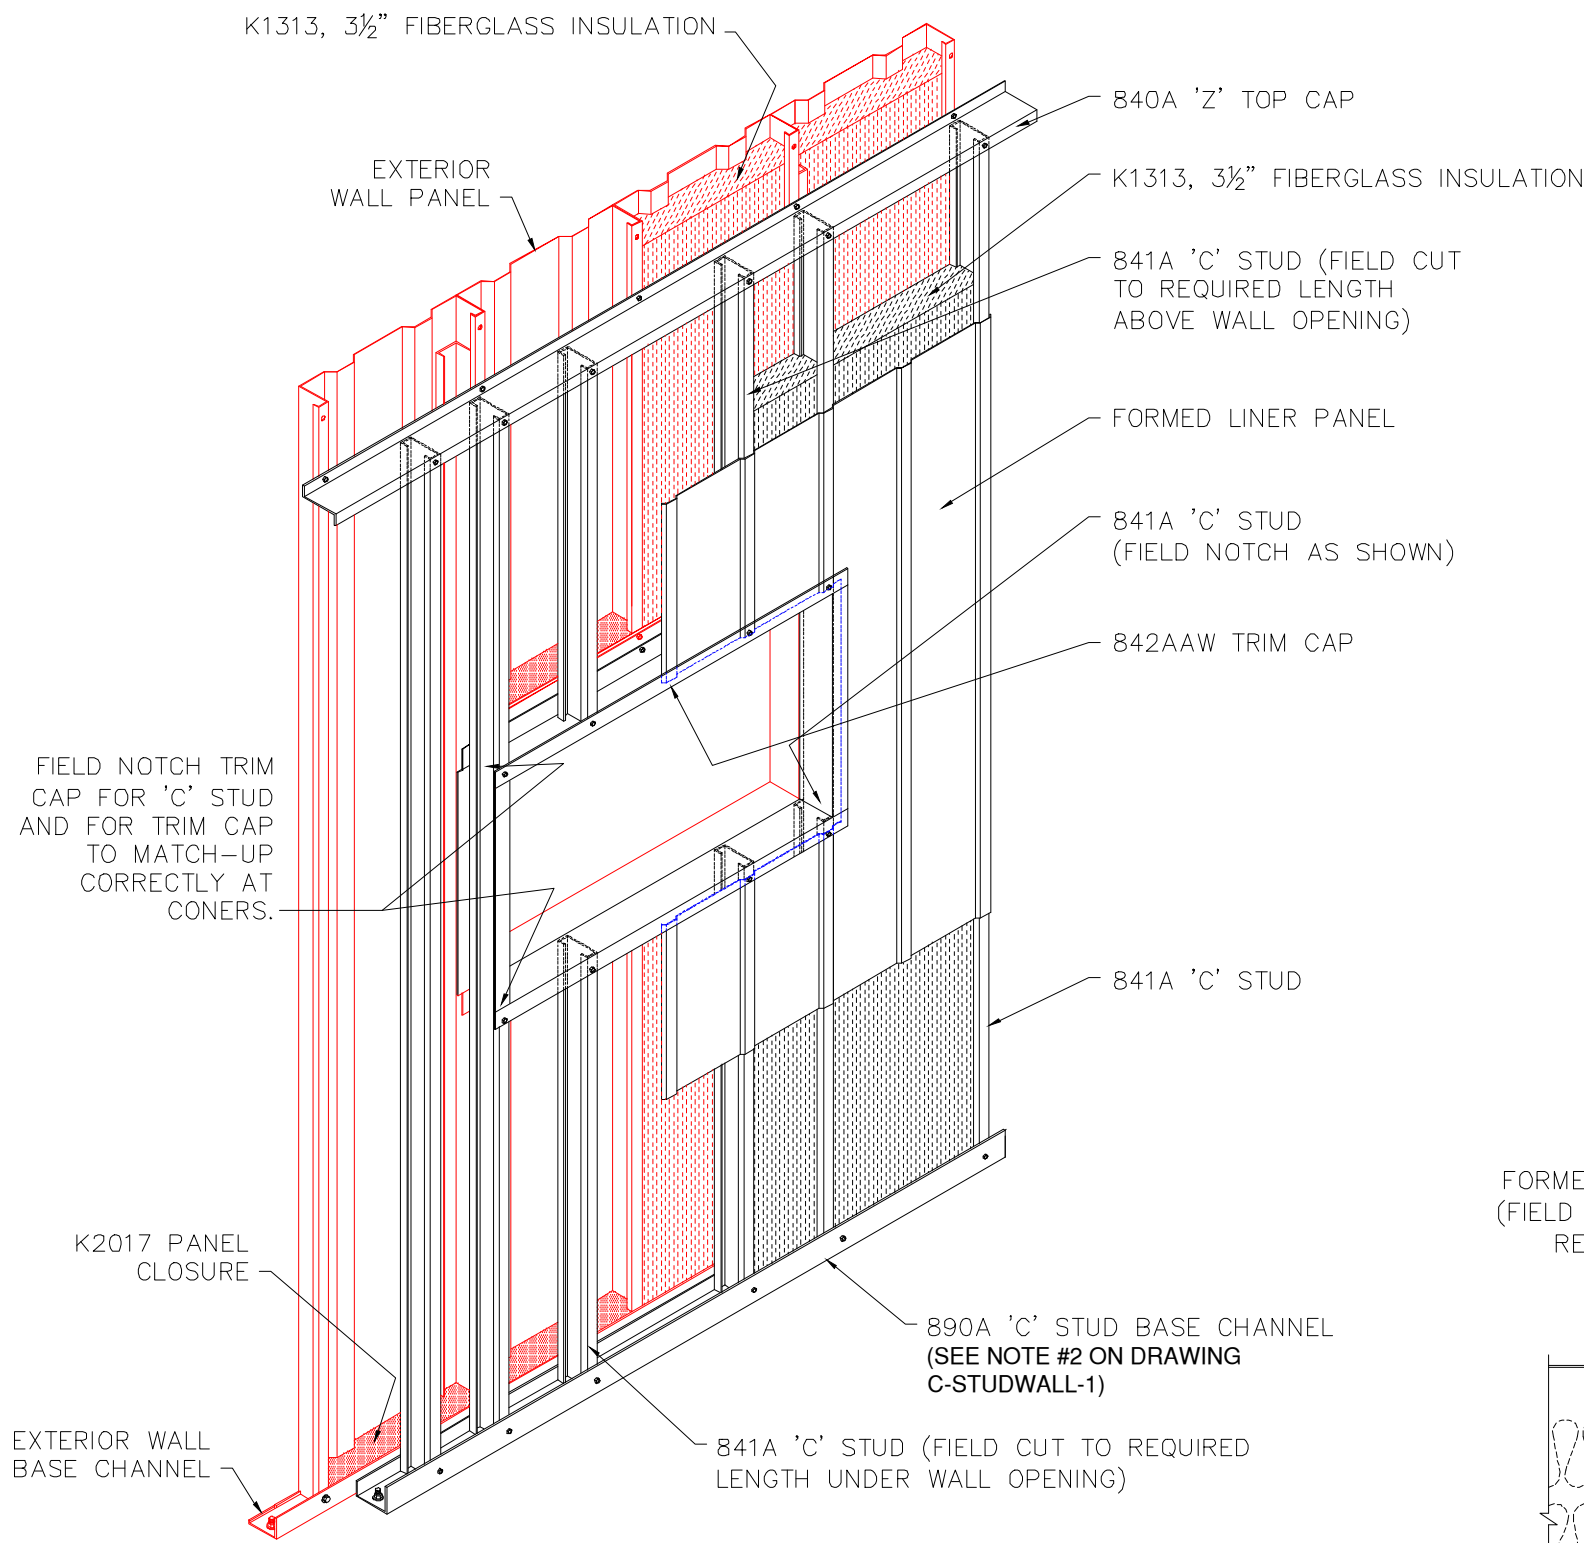 K1313, 3½" FIBERGLASS INSULATION
840A 'Z' TOP CAP
EXTERIOR
WALL PANEL
K1313, 3½" FIBERGLASS INSULATION
841A 'C' STUD (FIELD CUT
TO REQUIRED LENGTH
ABOVE WALL OPENING)
FORMED LINER PANEL
841A 'C' STUD
(FIELD NOTCH AS SHOWN)
842AAW TRIM CAP
FIELD NOTCH TRIM
CAP FOR 'C' STUD
AND FOR TRIM CAP
TO MATCH-UP
CORRECTLY AT
CONERS.
841A 'C' STUD
FORME
(FIELD
RE
K2017 PANEL
CLOSURE
890A 'C' STUD BASE CHANNEL
(SEE NOTE #2 ON DRAWING
C-STUDWALL-1)
841A 'C' STUD (FIELD CUT TO REQUIRED
LENGTH UNDER WALL OPENING)
EXTERIOR WALL
BASE CHANNEL